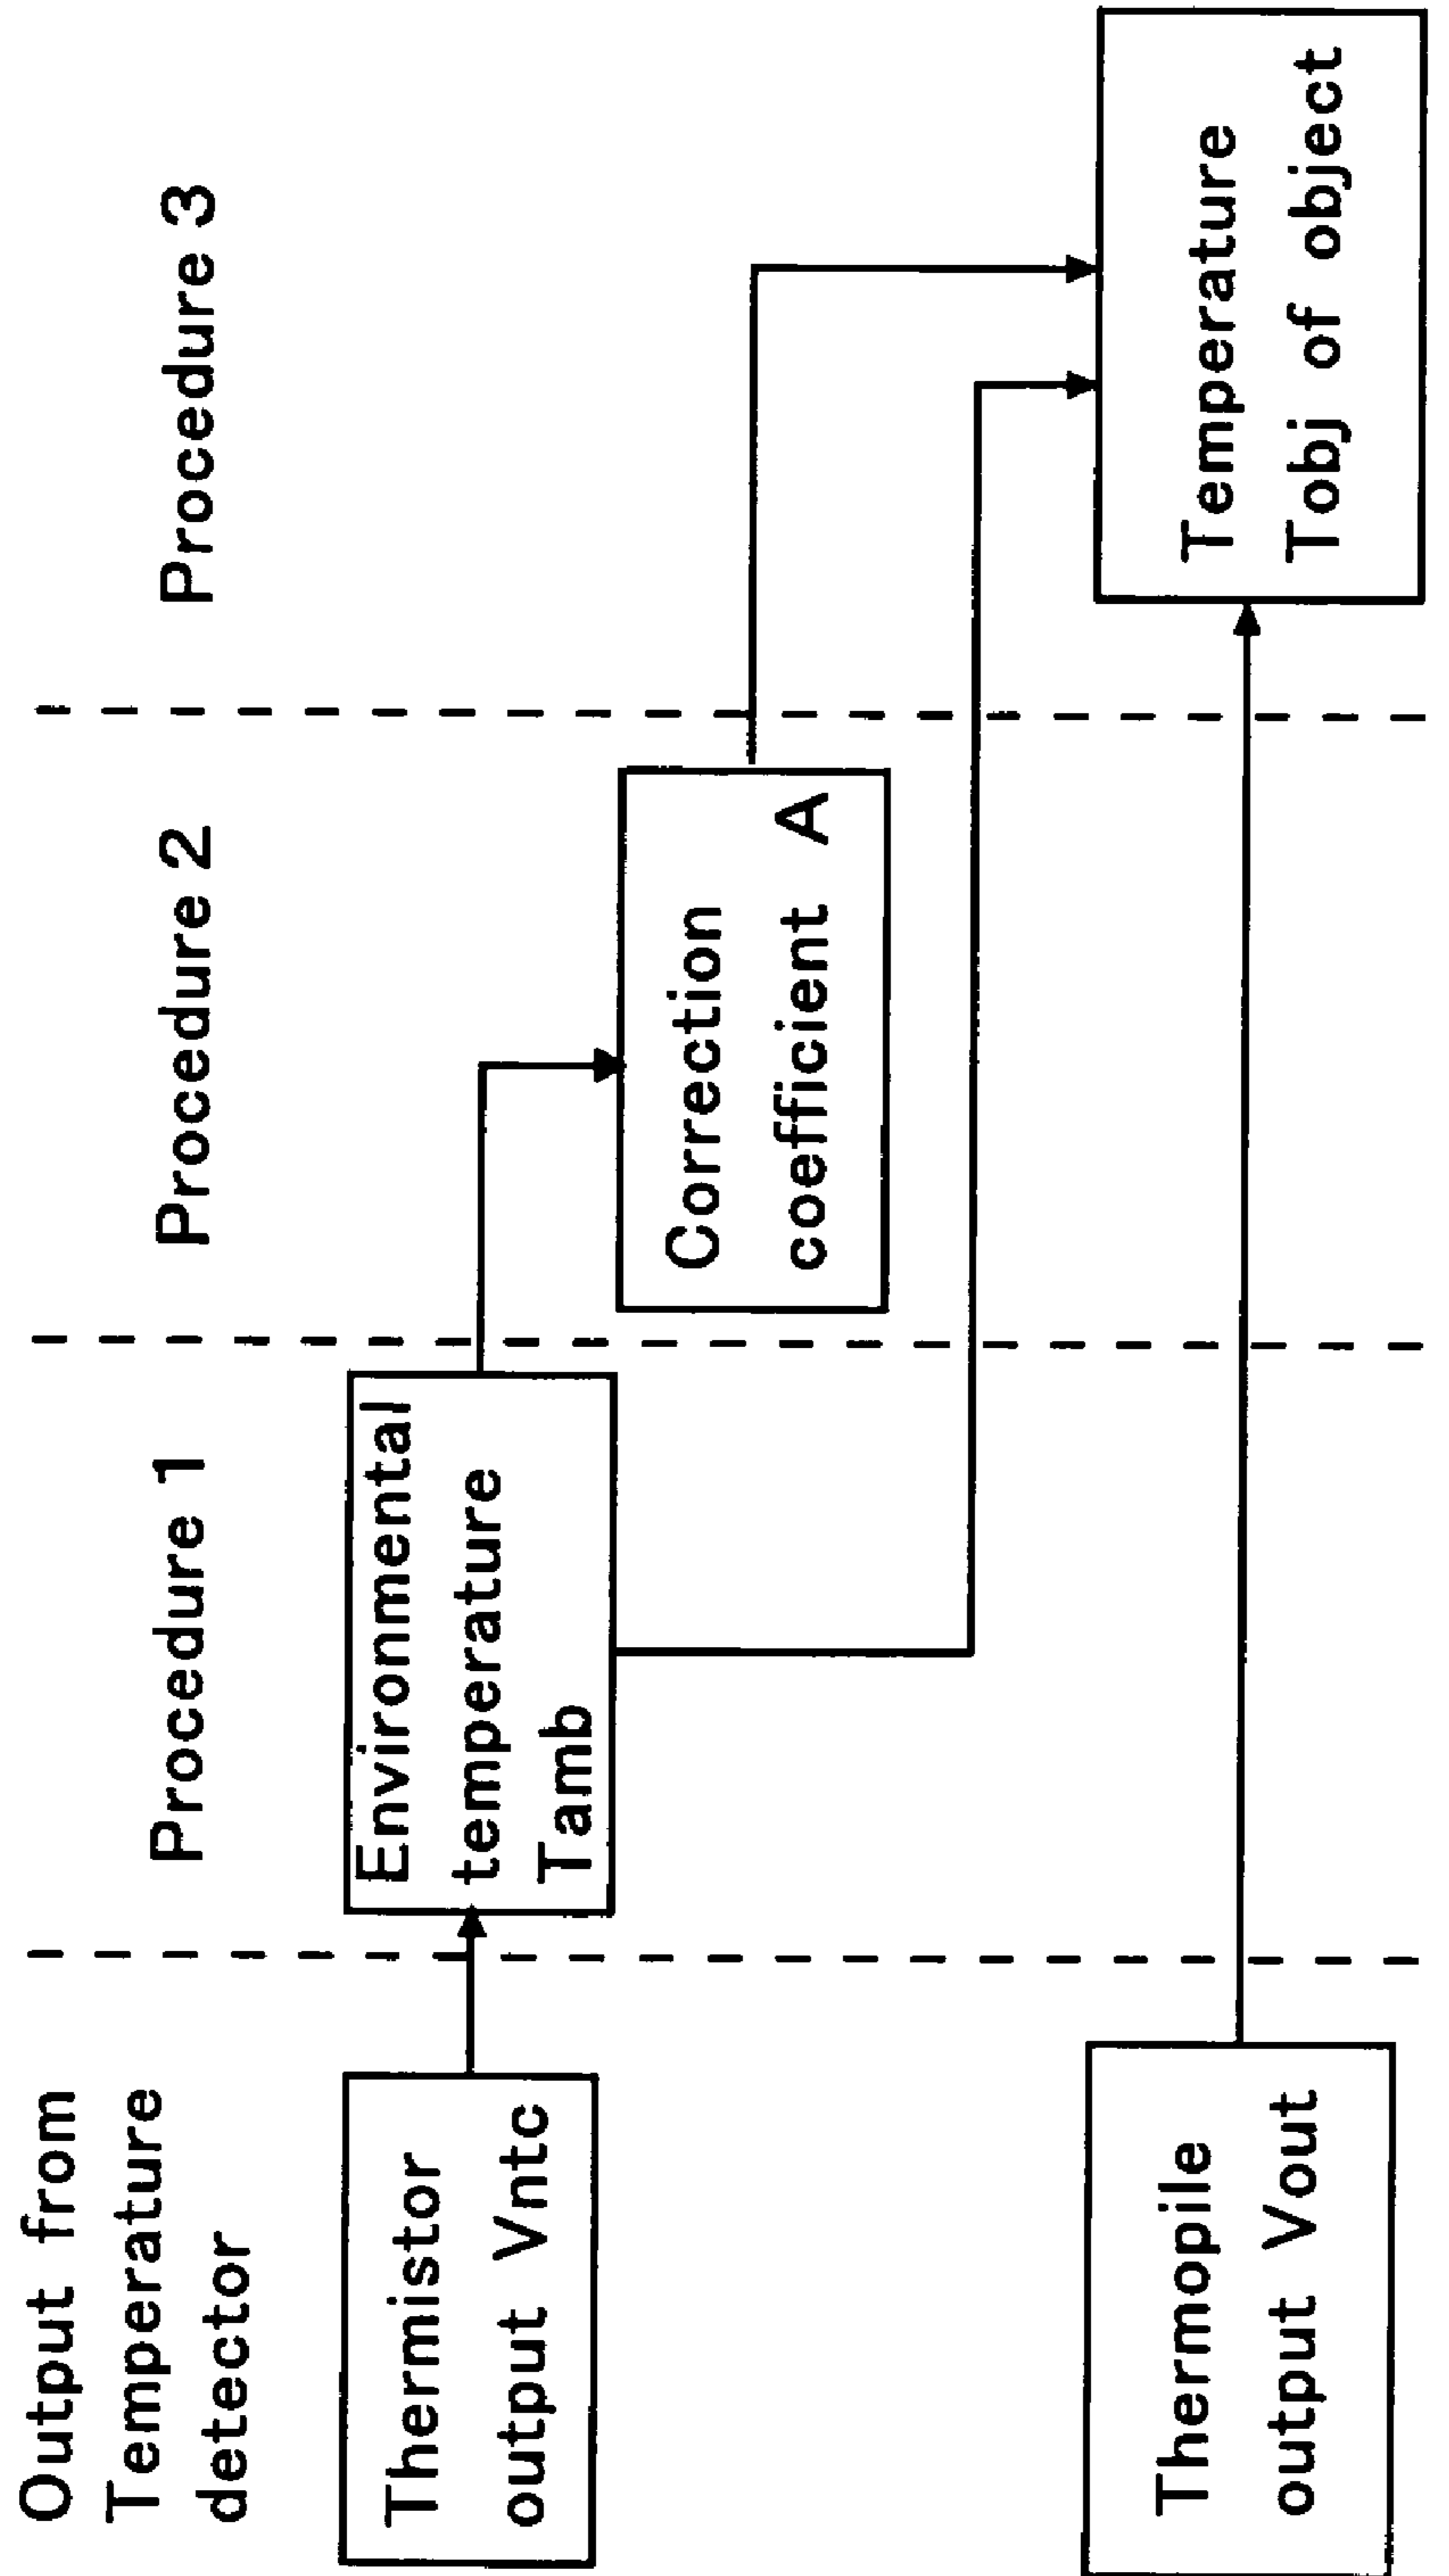 Output from
Temperature
detector
Procedure 1
Procedure 2
Procedure 3
Thermistor
output Vntc
Environmental
temperature
Tamb
Correction
coefficient A
Thermopile
output Vout
Temperature
Tobj of object